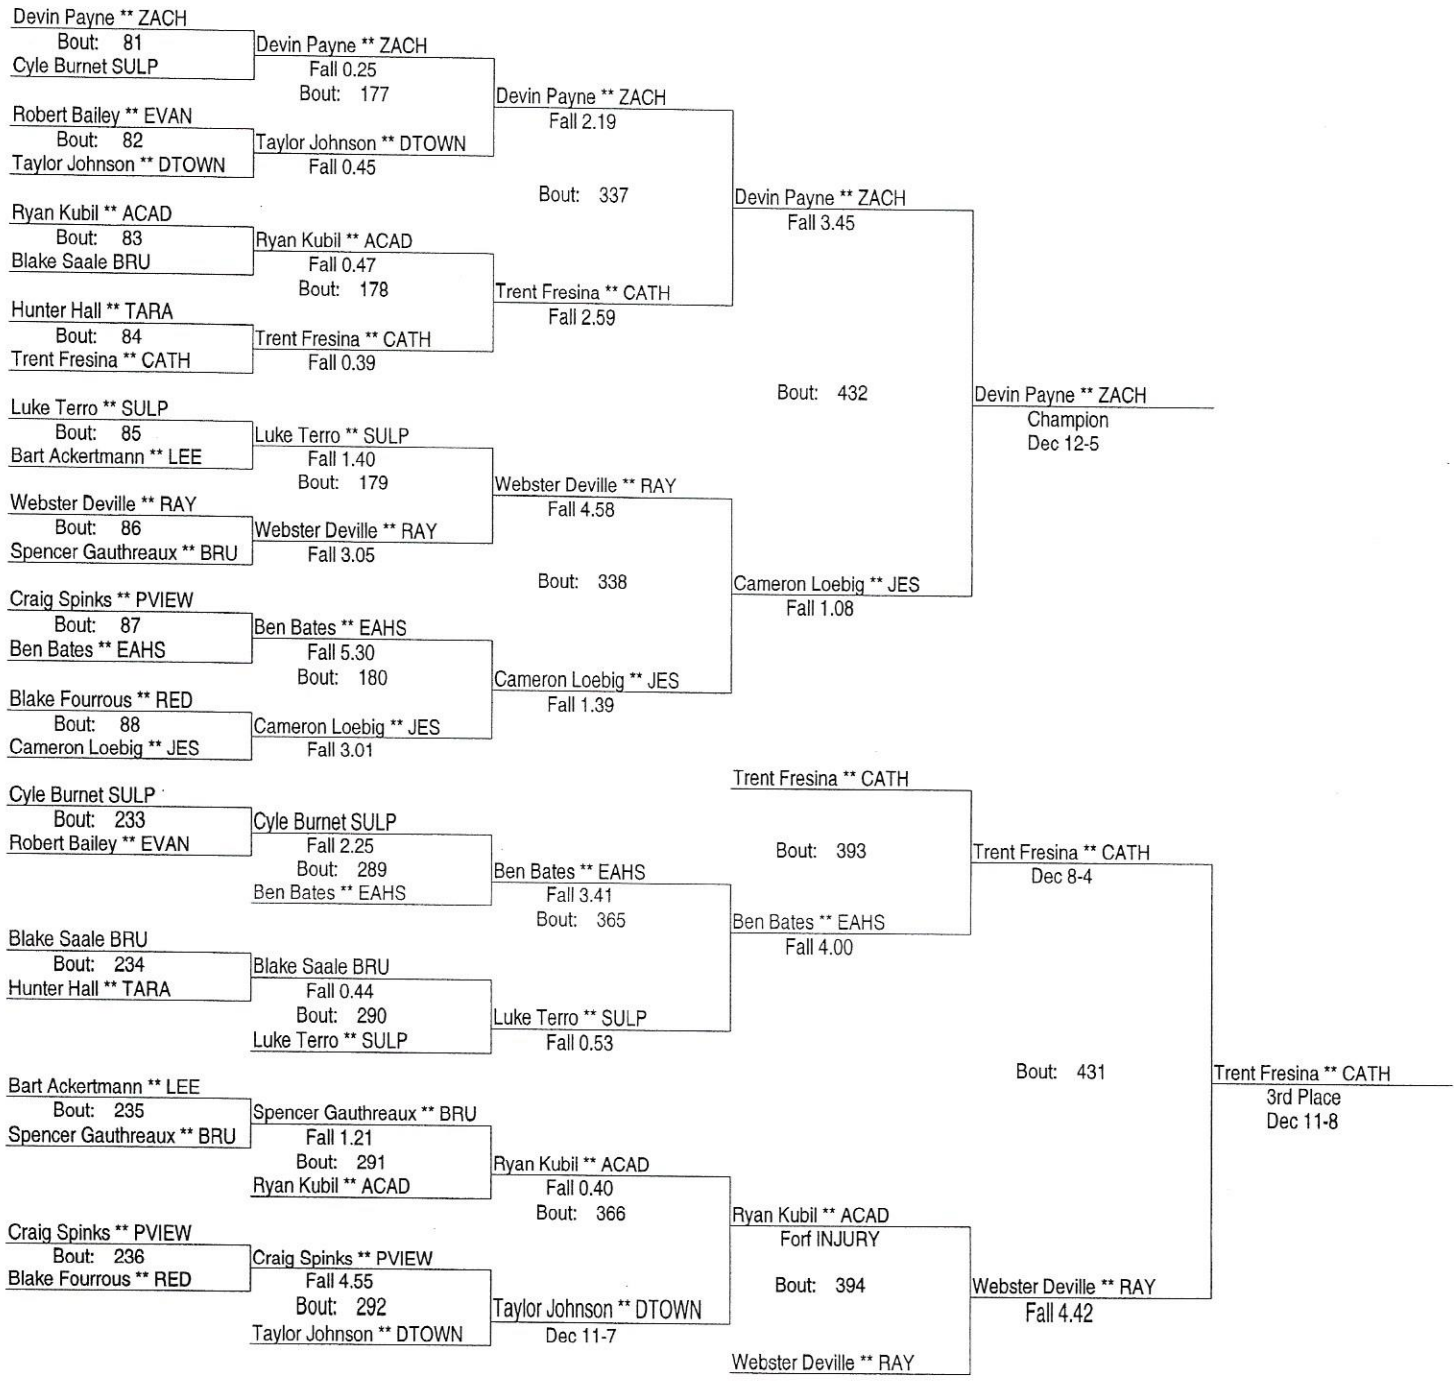 Devin Payne ** ZACH
Bout: 81
Cyle Burnet SULP
Devin Payne ** ZACH
Fall 0.25
Bout: 177
Robert Bailey ** EVAN
Bout: 82
Taylor Johnson ** DTOWN
Taylor Johnson ** DTOWN
Fall 0.45
Devin Payne ** ZACH
Fall 2.19
Bout: 337
Ryan Kubil ** ACAD
Bout: 83
Blake Saale BRU
Ryan Kubil ** ACAD
Fall 0.47
Bout: 178
Hunter Hall ** TARA
Bout: 84
Trent Fresina ** CATH
Trent Fresina ** CATH
Fall 0.39
Trent Fresina ** CATH
Fall 2.59
Devin Payne ** ZACH
Fall 3.45
Bout: 432
Luke Terro ** SULP
Bout: 85
Bart Ackertmann ** LEE
Luke Terro ** SULP
Fall 1.40
Bout: 179
Webster Deville ** RAY
Bout: 86
Spencer Gauthreaux ** BRU
Webster Deville ** RAY
Fall 3.05
Webster Deville ** RAY
Fall 4.58
Bout: 338
Craig Spinks ** PVIEW
Bout: 87
Ben Bates ** EAHS
Ben Bates ** EAHS
Fall 5.30
Bout: 180
Blake Fourrous ** RED
Bout: 88
Cameron Loebig ** JES
Cameron Loebig ** JES
Fall 3.01
Cameron Loebig ** JES
Fall 1.39
Cameron Loebig ** JES
Fall 1.08
Devin Payne ** ZACH
Champion
Dec 12-5
Cyle Burnet SULP
Bout: 233
Robert Bailey ** EVAN
Cyle Burnet SULP
Fall 2.25
Bout: 289
Ben Bates ** EAHS
Ben Bates ** EAHS
Fall 3.41
Bout: 365
Blake Saale BRU
Bout: 234
Hunter Hall ** TARA
Blake Saale BRU
Fall 0.44
Bout: 290
Luke Terro ** SULP
Luke Terro ** SULP
Fall 0.53
Trent Fresina ** CATH
Bout: 393
Ben Bates ** EAHS
Fall 4.00
Trent Fresina ** CATH
Dec 8-4
Bout: 431
Bart Ackertmann ** LEE
Bout: 235
Spencer Gauthreaux ** BRU
Spencer Gauthreaux ** BRU
Fall 1.21
Bout: 291
Ryan Kubil ** ACAD
Ryan Kubil ** ACAD
Fall 0.40
Bout: 366
Craig Spinks ** PVIEW
Bout: 236
Blake Fourrous ** RED
Craig Spinks ** PVIEW
Fall 4.55
Bout: 292
Taylor Johnson ** DTOWN
Taylor Johnson ** DTOWN
Dec 11-7
Ryan Kubil ** ACAD
Forf INJURY
Bout: 394
Webster Deville ** RAY
Webster Deville ** RAY
Fall 4.42
Trent Fresina ** CATH
3rd Place
Dec 11-8